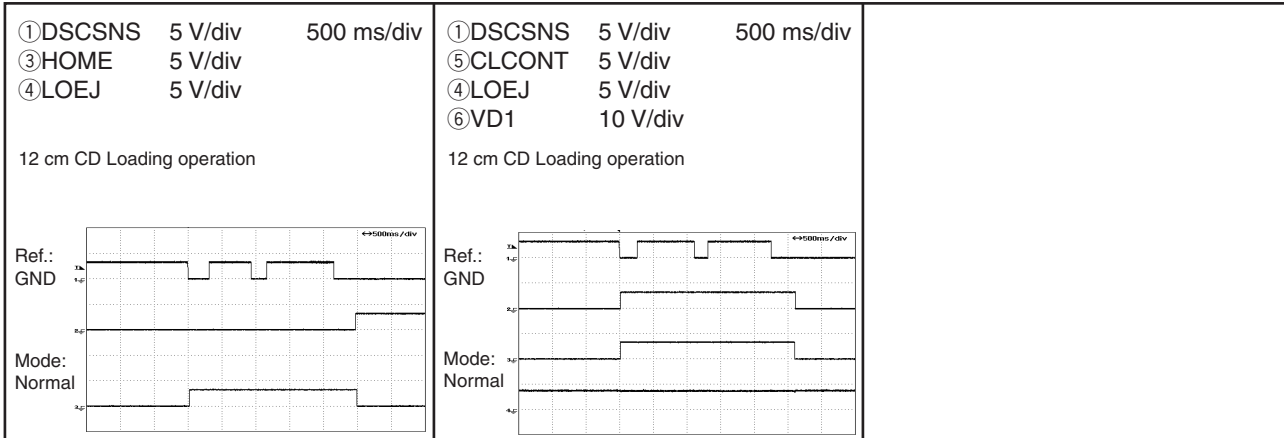 ①DSCSNS 5 V/div 500 ms/div
③HOME 5 V/div
④LOEJ 5 V/div
12 cm CD Loading operation
Ref.:
GND
Mode:
Normal
↔500ms/div
①DSCSNS 5 V/div 500 ms/div
⑤CLCONT 5 V/div
④LOEJ 5 V/div
⑥VD1 10 V/div
12 cm CD Loading operation
Ref.:
GND
Mode:
Normal
↔500ms/div